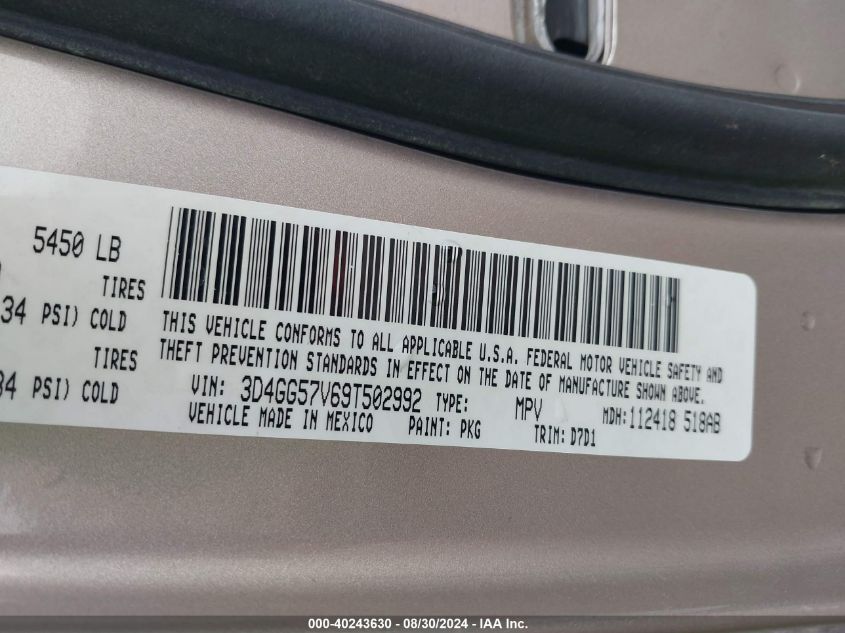 5450 LB
TIRES
34 PSI) COLD
TIRES
34 PSI) COLD
THIS VEHICLE CONFORMS TO ALL APPLICABLE U.S.A. FEDERAL MOTOR VEHICLE SAFETY AND
THEFT PREVENTION STANDARDS IN EFFECT ON THE DATE OF MANUFACTURE SHOWN ABOVE.
VIN: 3D4GG57V69T502992 TYPE: MPV MDH: 112418 518AB
VEHICLE MADE IN MEXICO PAINT: PKG TRIM: D7D1
000-40243630 - 08/30/2024 - IAA Inc.